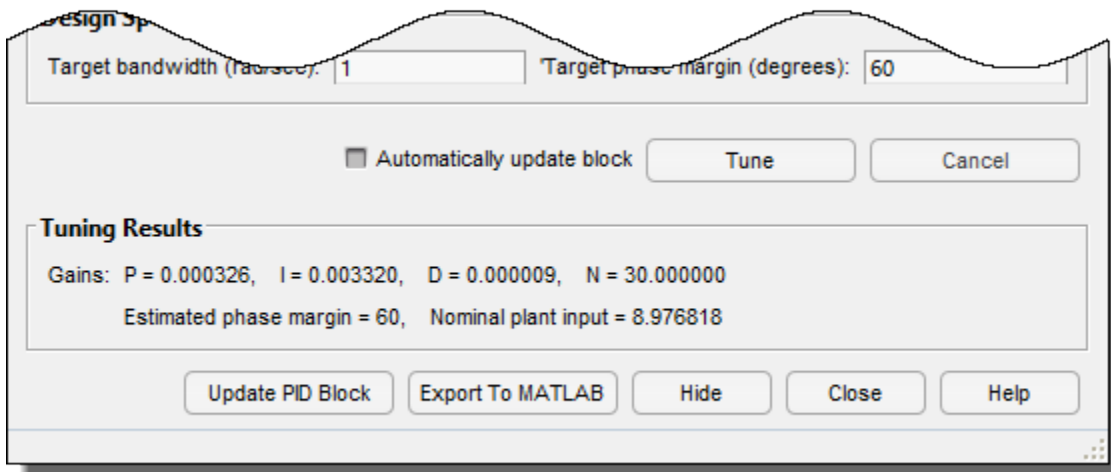 Design Sp
Target bandwidth (rad/sec): 1 Target phase margin (degrees): 60
Automatically update block Tune Cancel
Tuning Results
Gains: P = 0.000326, I = 0.003320, D = 0.000009, N = 30.000000
Estimated phase margin = 60, Nominal plant input = 8.976818
Update PID Block Export To MATLAB Hide Close Help